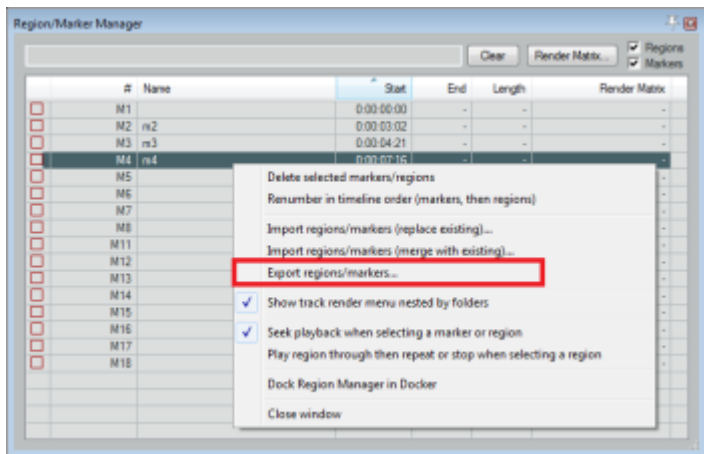 Region/Marker Manager
Clear
Render Matrix...
Regions
Markers
# Name Start End Length Render Matrix
M1 0:00:00:00 - - -
M2 m2 0:00:03:02 - - -
M3 m3 0:00:04:21 - - -
M4 m4 0:00:07:16 - - -
M5 -
M6 -
M7 -
M8 -
M11 -
M12 -
M13 -
M14 -
M15 -
M16 -
M17 -
M18 -
Delete selected markers/regions
Renumber in timeline order (markers, then regions)
Import regions/markers (replace existing)...
Import regions/markers (merge with existing)...
Export regions/markers...
Show track render menu nested by folders
Seek playback when selecting a marker or region
Play region through then repeat or stop when selecting a region
Dock Region Manager in Docker
Close window